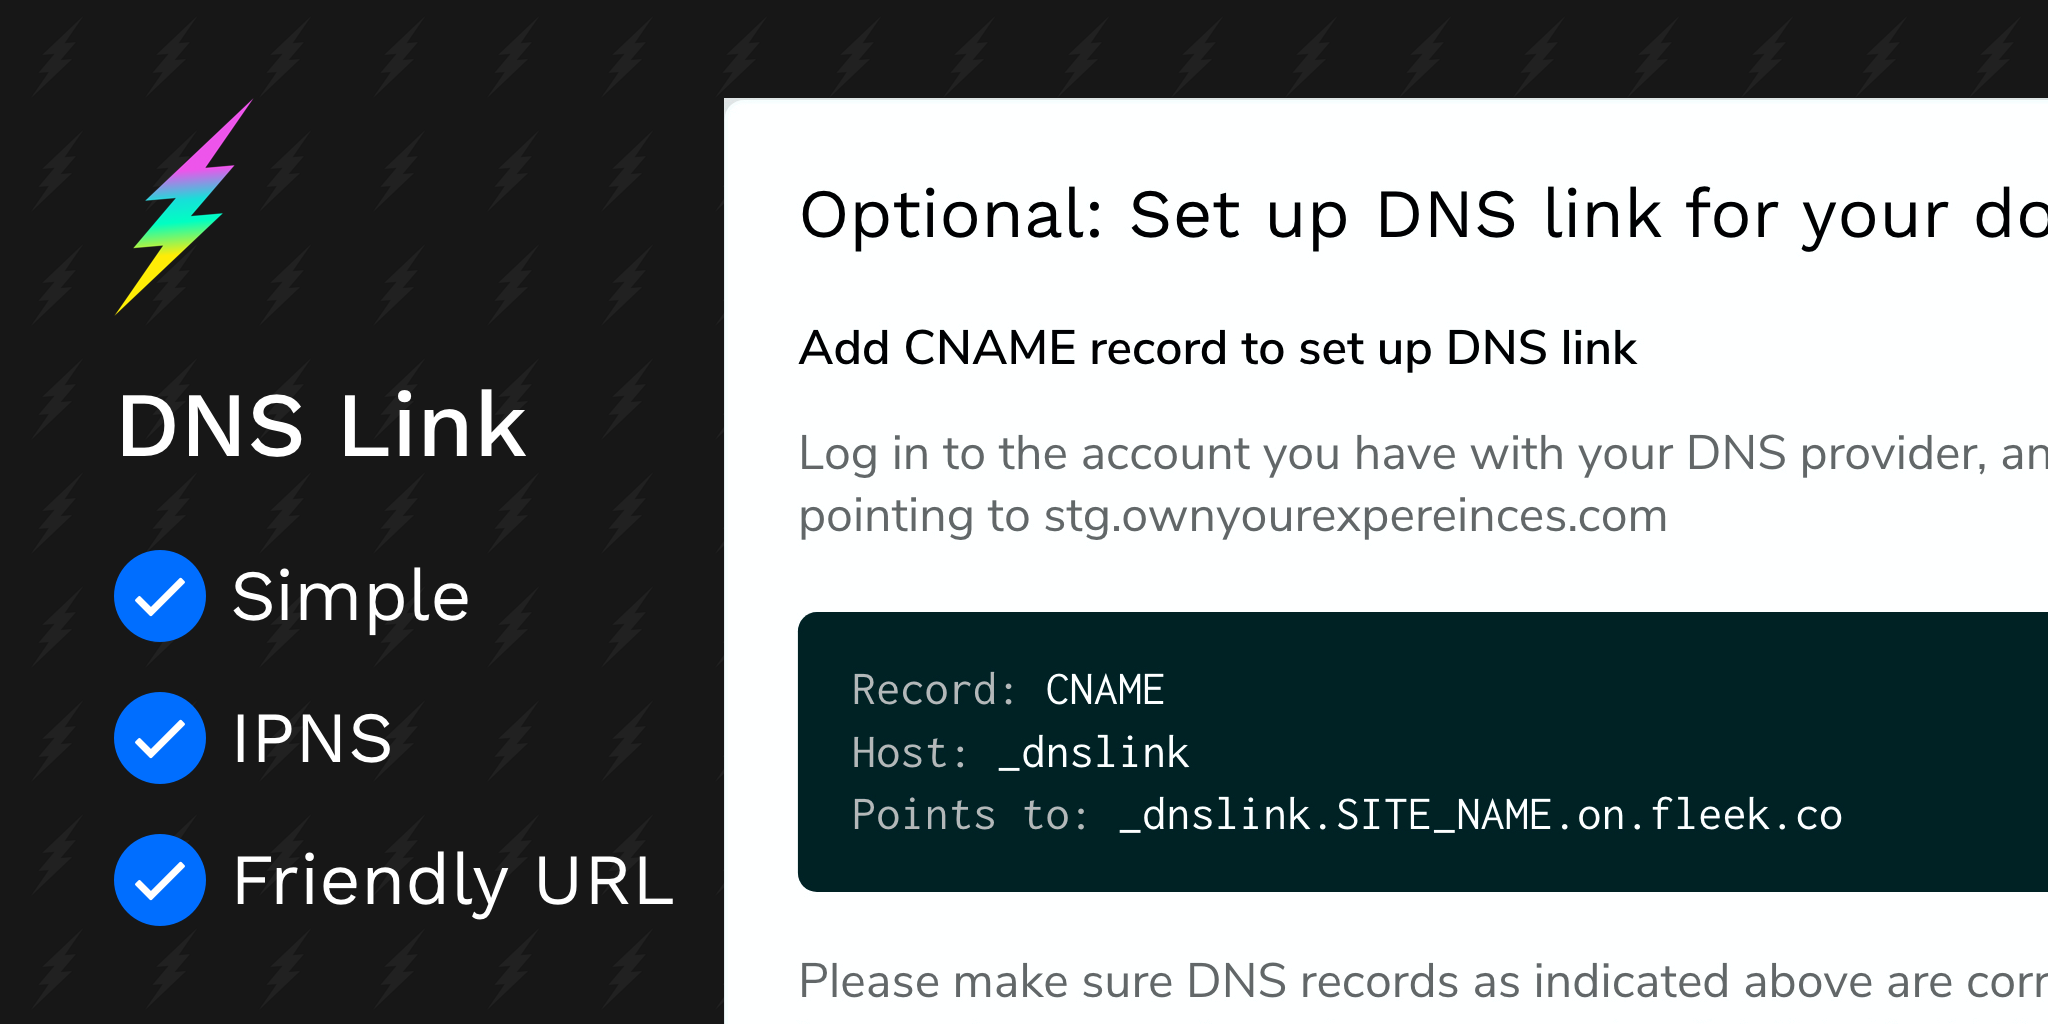 DNS Link
Simple
IPNS
Friendly URL
Optional: Set up DNS link for your do
Add CNAME record to set up DNS link
Log in to the account you have with your DNS provider, an
pointing to stg.ownyourexpereinces.com
Record: CNAME
Host: _dnslink
Points to: _dnslink.SITE_NAME.on.fleek.co
Please make sure DNS records as indicated above are corr